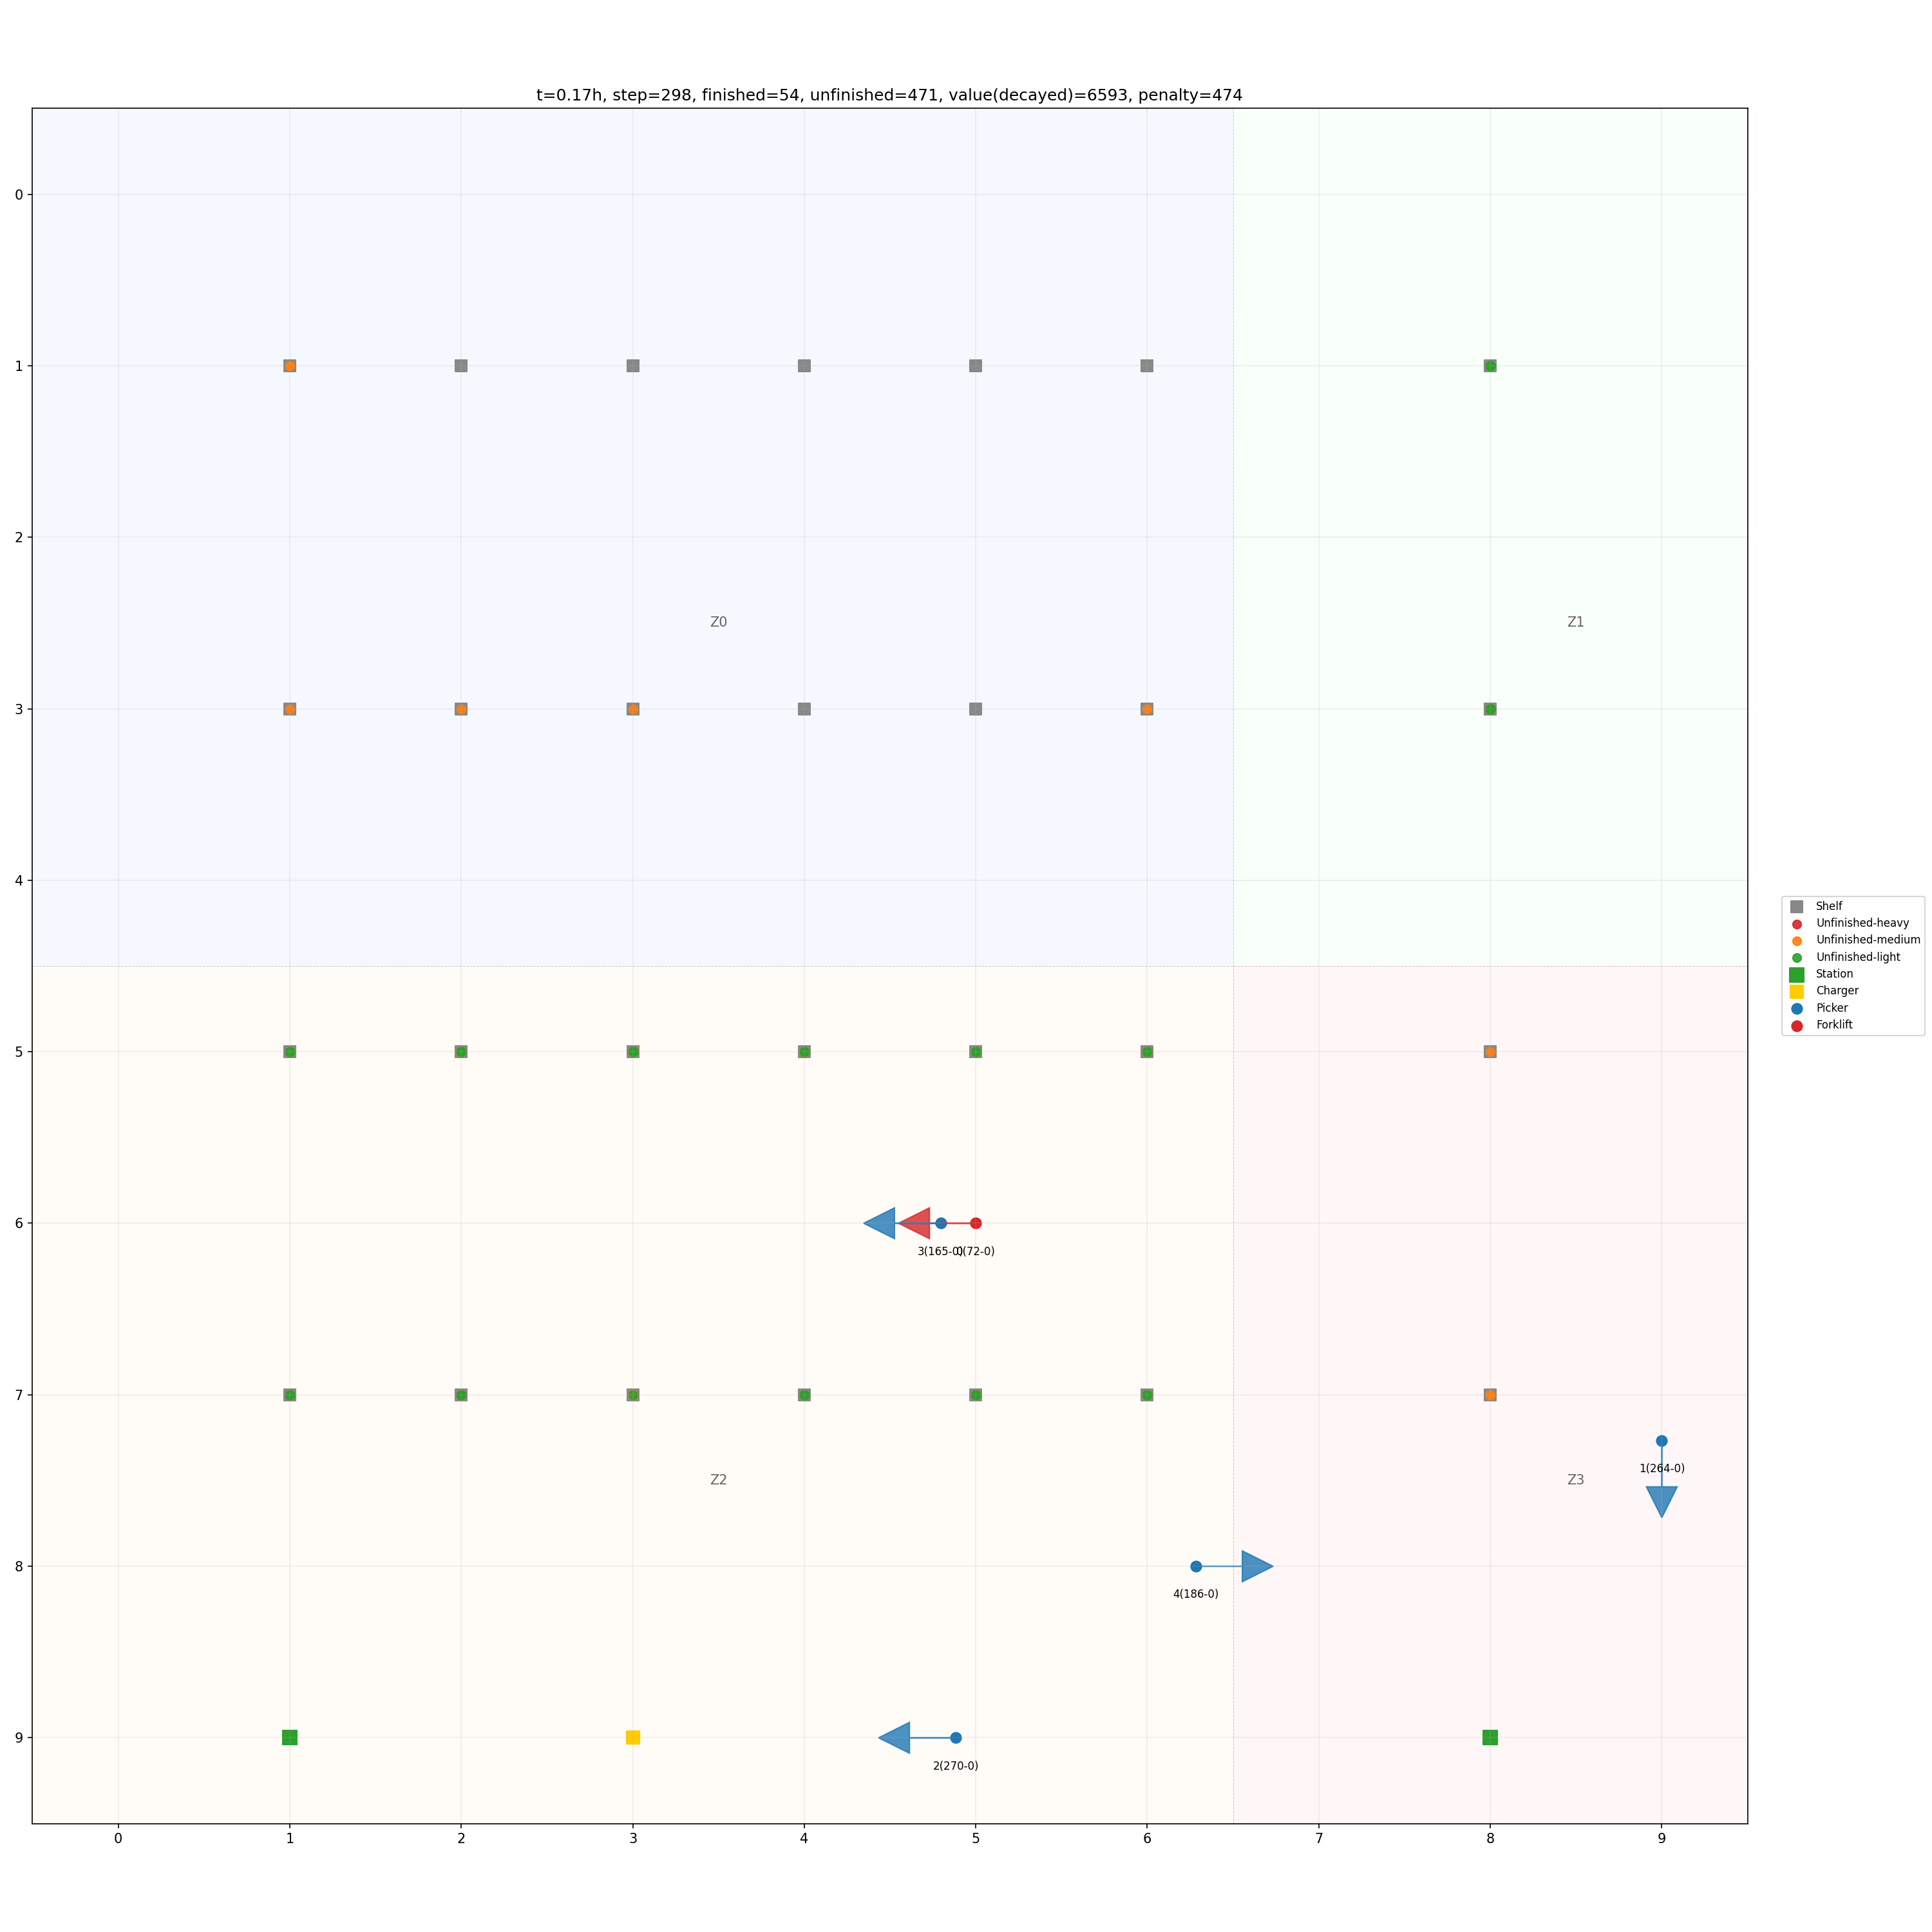 t=0.17h, step=298, finished=54, unfinished=471, value(decayed)=6593, penalty=474
0
1
2
Z0
Z1
3
4
Shelf
Unfinished-heavy
Unfinished-medium
Unfinished-light
Station
Charger
Picker
Forklift
5
6
3(165-0)
0(72-0)
7
1(264-0)
Z2
Z3
8
4(186-0)
9
2(270-0)
0 1 2 3 4 5 6 7 8 9